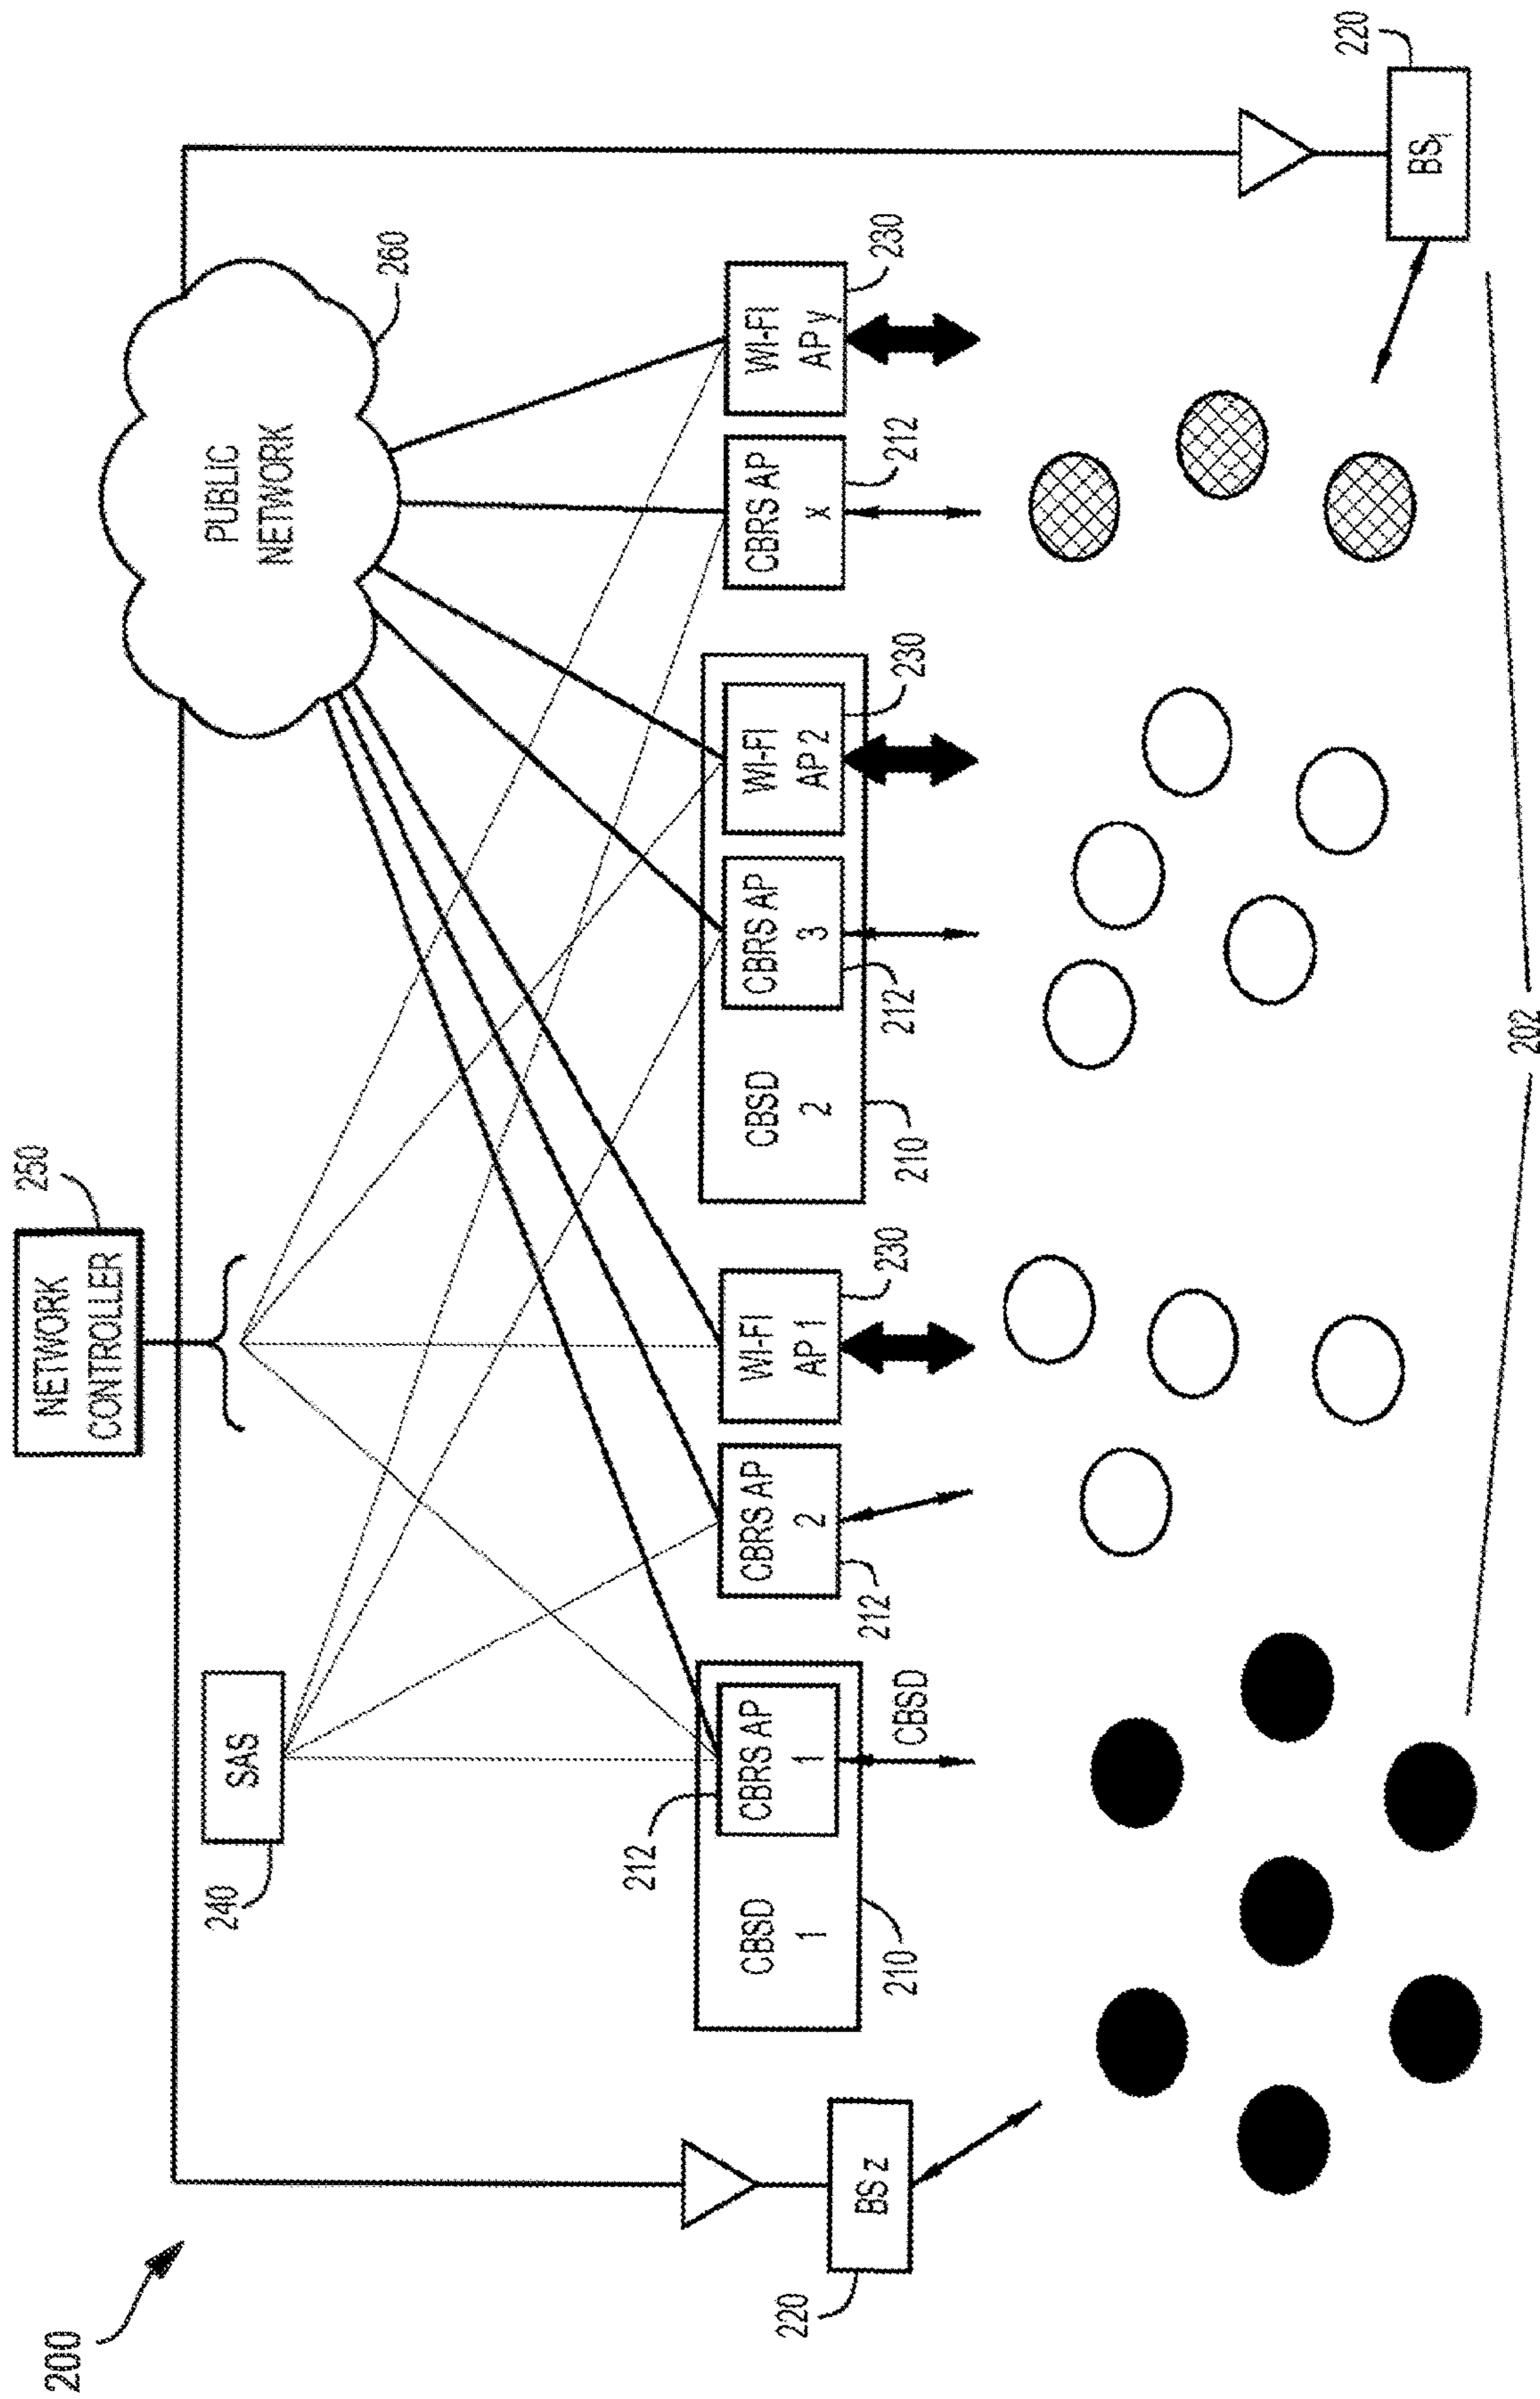 200
NETWORK
CONTROLLER
250
SAS
240
PUBLIC
NETWORK
260
BS z
220
CBSD
1
CBRS AP
1
212
210
CBSD
CBRS AP
2
212
WI-FI
AP 1
230
CBSD
2
CBRS AP
3
212
WI-FI
AP 2
230
210
CBRS AP
x
212
WI-FI
AP y
230
BS1
220
202